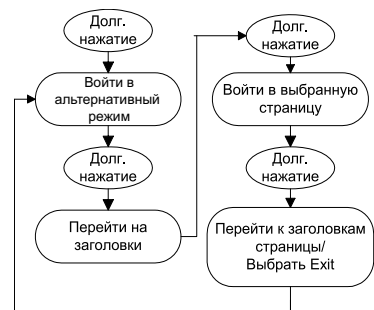 Долг.
нажатие
Войти в
альтернативный
режим
Долг.
нажатие
Перейти на
заголовки
Долг.
нажатие
Войти в выбранную
страницу
Долг.
нажатие
Перейти к заголовкам
страницы/
Выбрать Exit